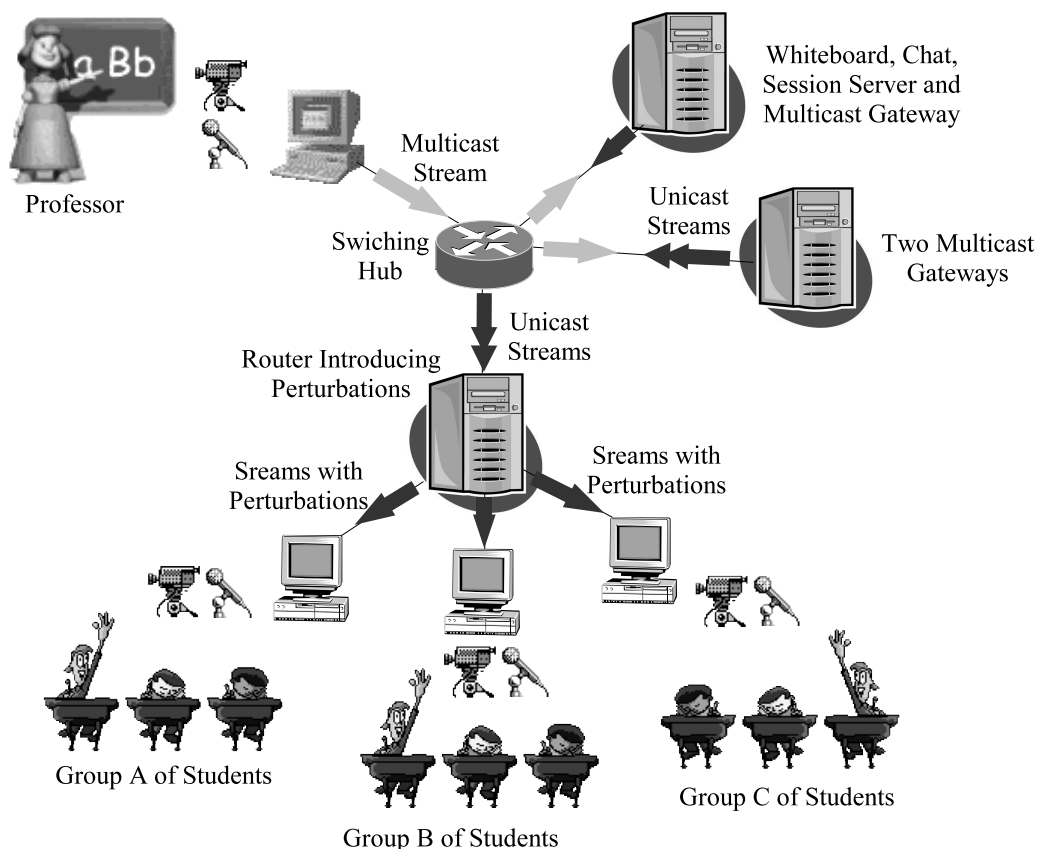 a Bb
Professor
Multicast
Stream
Whiteboard, Chat,
Session Server and
Multicast Gateway
Swiching
Hub
Unicast
Streams
Two Multicast
Gateways
Unicast
Streams
Router Introducing
Perturbations
Sreams with
Perturbations
Sreams with
Perturbations
Group A of Students
Group B of Students
Group C of Students